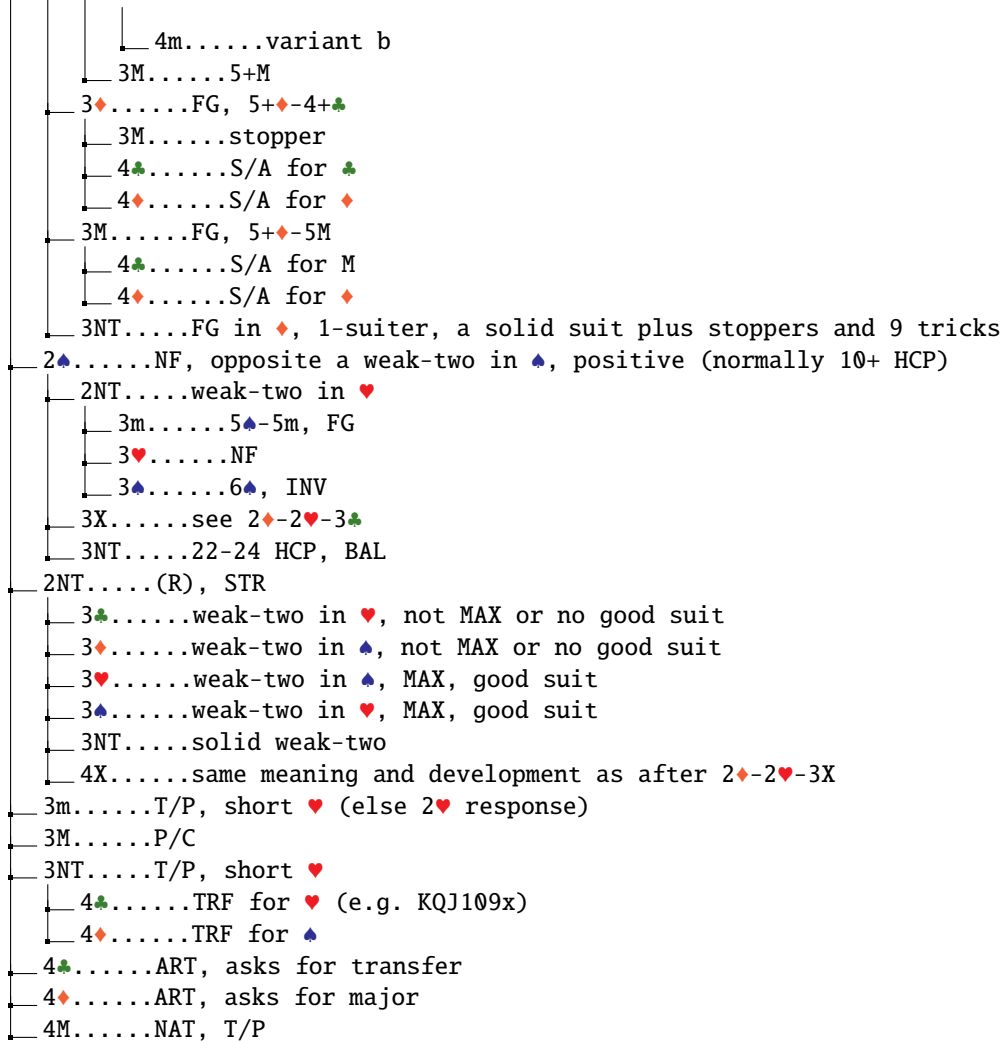 4m......variant b
3M......5+M
3♦......FG, 5+♦-4+♣
3M......stopper
4♣......S/A for ♣
4♦......S/A for ♦
3M......FG, 5+♦-5M
4♣......S/A for M
4♦......S/A for ♦
3NT.....FG in ♦, 1-suiter, a solid suit plus stoppers and 9 tricks
2♠......NF, opposite a weak-two in ♠, positive (normally 10+ HCP)
2NT.....weak-two in ♥
3m......5♠-5m, FG
3♥......NF
3♠......6♠, INV
3X......see 2♦-2♥-3♣
3NT.....22-24 HCP, BAL
2NT.....(R), STR
3♣......weak-two in ♥, not MAX or no good suit
3♦......weak-two in ♠, not MAX or no good suit
3♥......weak-two in ♠, MAX, good suit
3♠......weak-two in ♥, MAX, good suit
3NT.....solid weak-two
4X......same meaning and development as after 2♦-2♥-3X
3m......T/P, short ♥ (else 2♥ response)
3M......P/C
3NT.....T/P, short ♥
4♣......TRF for ♥ (e.g. KQJ109x)
4♦......TRF for ♠
4♣......ART, asks for transfer
4♦......ART, asks for major
4M......NAT, T/P